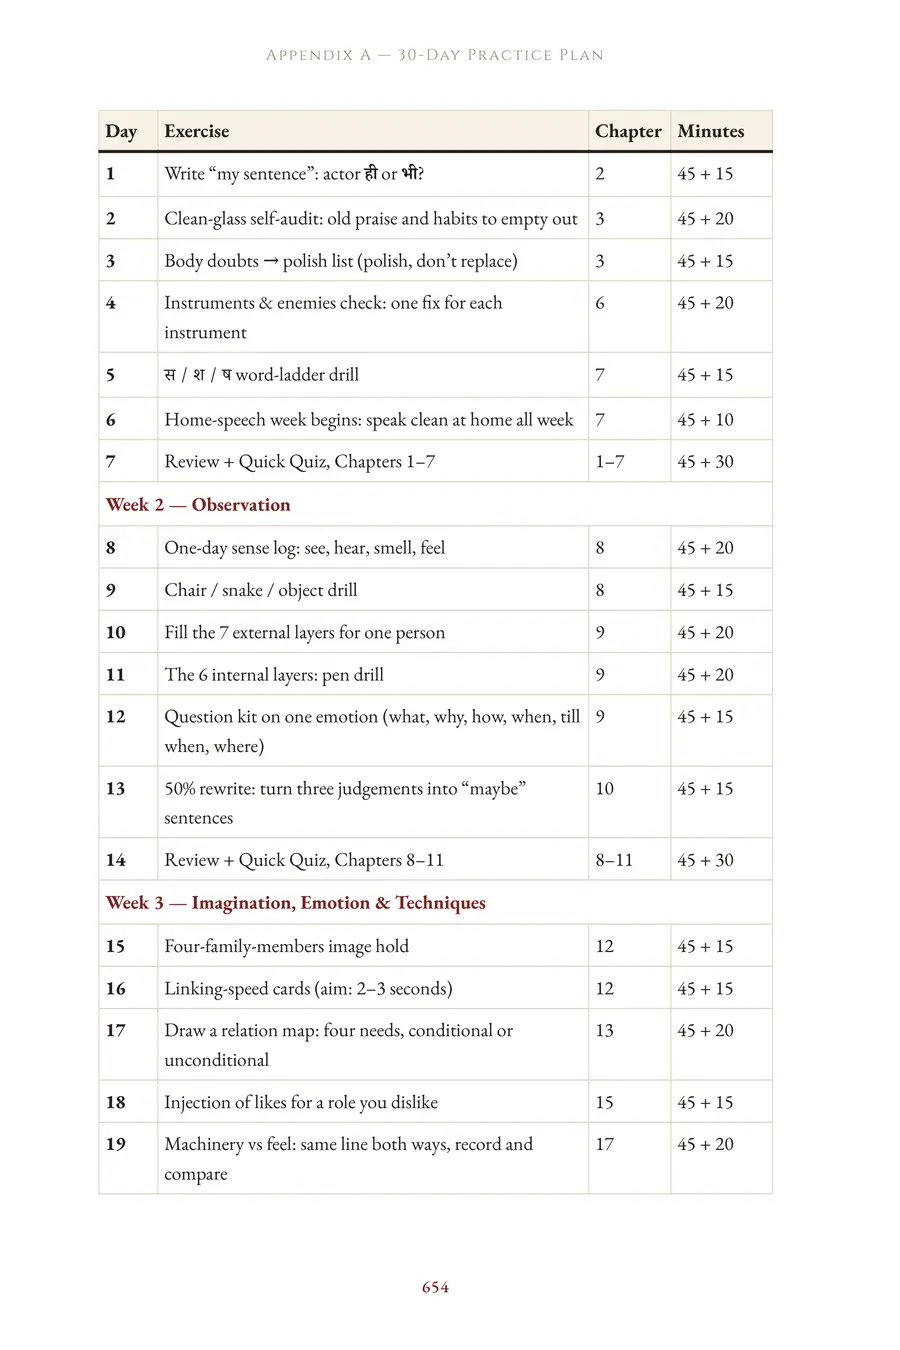 APPENDIX A — 30-DAY PRACTICE PLAN
Day Exercise Chapter Minutes
1 Write “my sentence”: actor ही or भी? 2 45 + 15
2 Clean-glass self-audit: old praise and habits to empty out 3 45 + 20
3 Body doubts → polish list (polish, don’t replace) 3 45 + 15
4 Instruments & enemies check: one fix for each 6 45 + 20
instrument
5 स / श / ष word-ladder drill 7 45 + 15
6 Home-speech week begins: speak clean at home all week 7 45 + 10
7 Review + Quick Quiz, Chapters 1–7 1–7 45 + 30
Week 2 — Observation
8 One-day sense log: see, hear, smell, feel 8 45 + 20
9 Chair / snake / object drill 8 45 + 15
10 Fill the 7 external layers for one person 9 45 + 20
11 The 6 internal layers: pen drill 9 45 + 20
12 Question kit on one emotion (what, why, how, when, till 9 45 + 15
when, where)
13 50% rewrite: turn three judgements into “maybe” 10 45 + 15
sentences
14 Review + Quick Quiz, Chapters 8–11 8–11 45 + 30
Week 3 — Imagination, Emotion & Techniques
15 Four-family-members image hold 12 45 + 15
16 Linking-speed cards (aim: 2–3 seconds) 12 45 + 15
17 Draw a relation map: four needs, conditional or 13 45 + 20
unconditional
18 Injection of likes for a role you dislike 15 45 + 15
19 Machinery vs feel: same line both ways, record and 17 45 + 20
compare
654